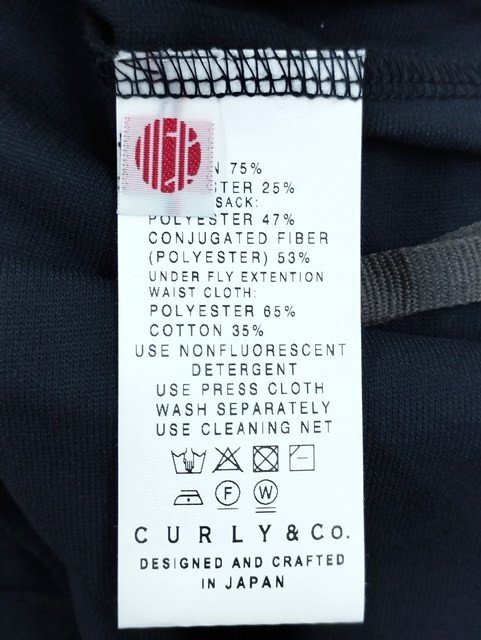 75%
25%
SACK:
POLYESTER 47%
CONJUGATED FIBER
(POLYESTER) 53%
UNDER FLY EXTENTION
WAIST CLOTH:
POLYESTER 65%
COTTON 35%
USE NONFLUORESCENT
DETERGENT
USE PRESS CLOTH
WASH SEPARATELY
USE CLEANING NET
F W
CURLY & CO.
DESIGNED AND CRAFTED
IN JAPAN